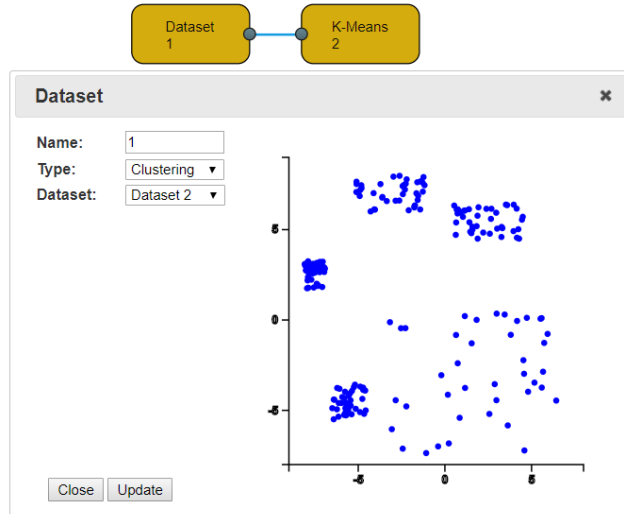 Dataset
1
K-Means
2
Dataset ✖
Name: 1
Type: Clustering ▼
Dataset: Dataset 2 ▼
5
0
-5
-5 0 5
Close Update